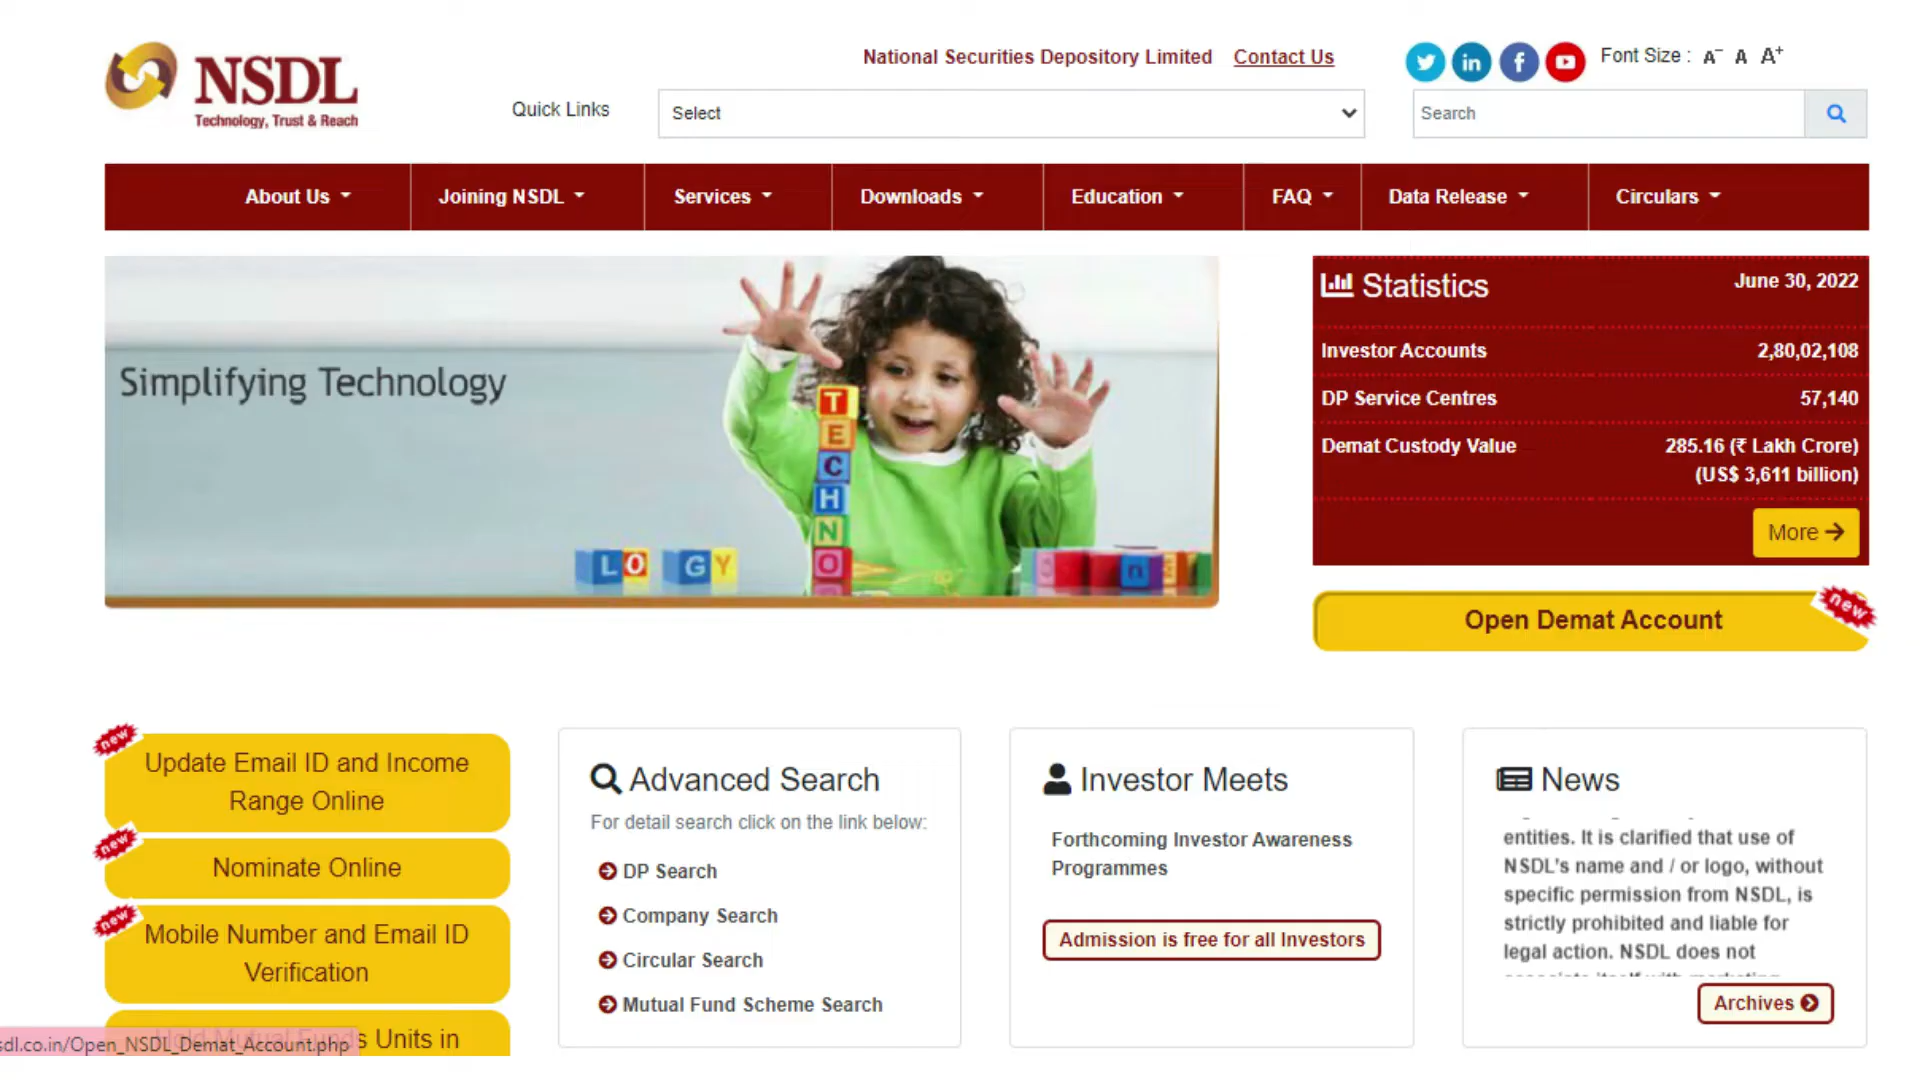 NSDL
Technology, Trust & Reach
National Securities Depository Limited Contact Us
Font Size : A- A A+
Quick Links
Select
Search
About Us
Joining NSDL
Services
Downloads
Education
FAQ
Data Release
Circulars
Simplifying Technology
T
E
C
H
N
O
LO GY
Statistics June 30, 2022
Investor Accounts 2,80,02,108
DP Service Centres 57,140
Demat Custody Value 285.16 (₹ Lakh Crore)
(US$ 3,611 billion)
More
Open Demat Account
new
new
Update Email ID and Income
Range Online
new
Nominate Online
new
Mobile Number and Email ID
Verification
Hold Mutual Funds Units in
sdl.co.in/Open_NSDL_Demat_Account.php
Advanced Search
For detail search click on the link below:
DP Search
Company Search
Circular Search
Mutual Fund Scheme Search
Investor Meets
Forthcoming Investor Awareness
Programmes
Admission is free for all Investors
News
entities. It is clarified that use of
NSDL's name and / or logo, without
specific permission from NSDL, is
strictly prohibited and liable for
legal action. NSDL does not
Archives